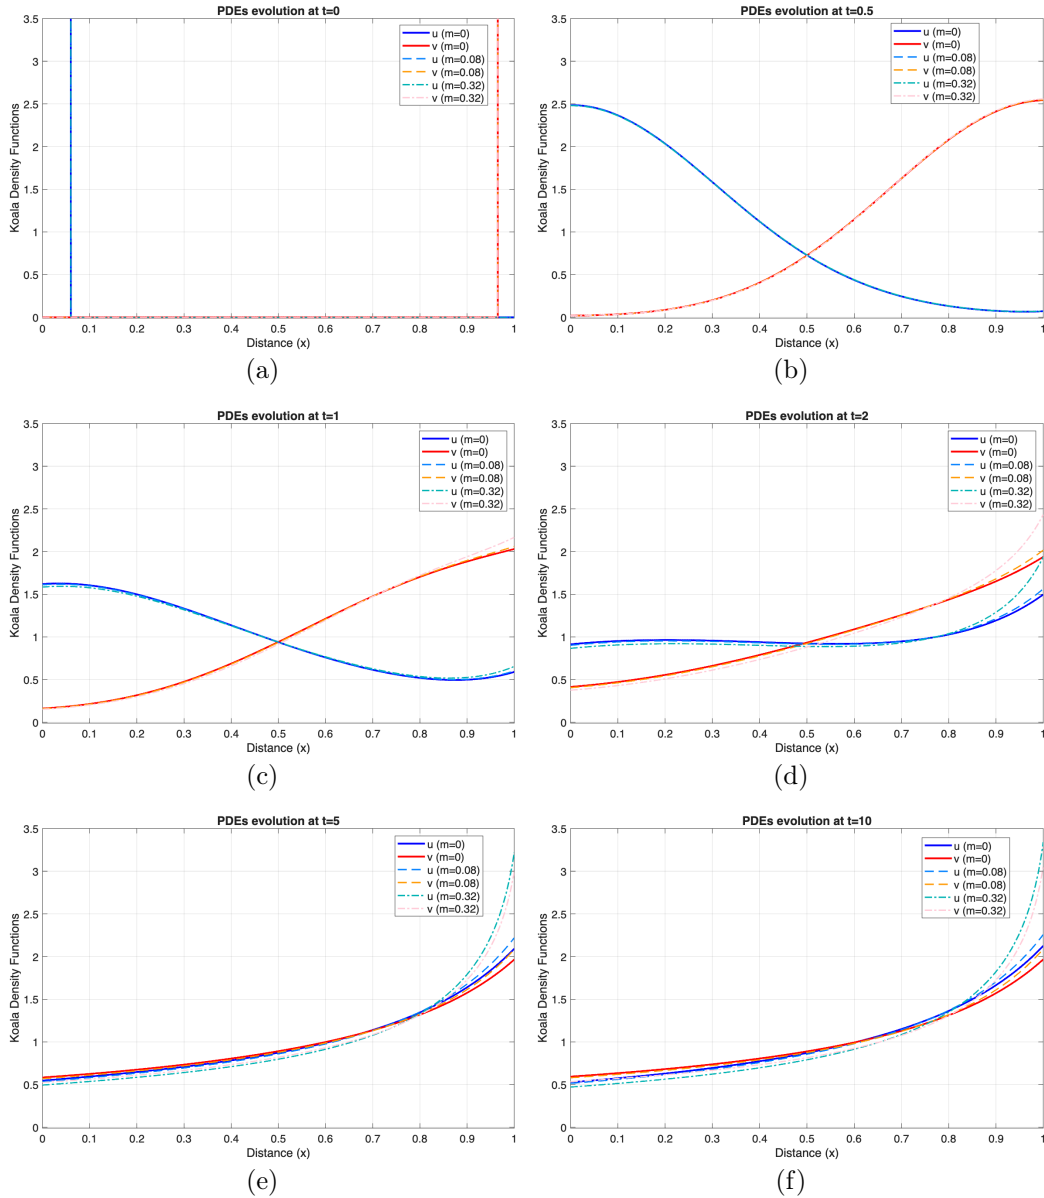 PDEs evolution at t=0
Koala Density Functions
3.5
3
2.5
2
1.5
1
0.5
0
u (m=0)
v (m=0)
u (m=0.08)
v (m=0.08)
u (m=0.32)
v (m=0.32)
0 0.1 0.2 0.3 0.4 0.5 0.6 0.7 0.8 0.9 1
Distance (x)
(a)
PDEs evolution at t=0.5
Koala Density Functions
3.5
3
2.5
2
1.5
1
0.5
0
u (m=0)
v (m=0)
u (m=0.08)
v (m=0.08)
u (m=0.32)
v (m=0.32)
0 0.1 0.2 0.3 0.4 0.5 0.6 0.7 0.8 0.9 1
Distance (x)
(b)
PDEs evolution at t=1
Koala Density Functions
3.5
3
2.5
2
1.5
1
0.5
0
u (m=0)
v (m=0)
u (m=0.08)
v (m=0.08)
u (m=0.32)
v (m=0.32)
0 0.1 0.2 0.3 0.4 0.5 0.6 0.7 0.8 0.9 1
Distance (x)
(c)
PDEs evolution at t=2
Koala Density Functions
3.5
3
2.5
2
1.5
1
0.5
0
u (m=0)
v (m=0)
u (m=0.08)
v (m=0.08)
u (m=0.32)
v (m=0.32)
0 0.1 0.2 0.3 0.4 0.5 0.6 0.7 0.8 0.9 1
Distance (x)
(d)
PDEs evolution at t=5
Koala Density Functions
3.5
3
2.5
2
1.5
1
0.5
0
u (m=0)
v (m=0)
u (m=0.08)
v (m=0.08)
u (m=0.32)
v (m=0.32)
0 0.1 0.2 0.3 0.4 0.5 0.6 0.7 0.8 0.9 1
Distance (x)
(e)
PDEs evolution at t=10
Koala Density Functions
3.5
3
2.5
2
1.5
1
0.5
0
u (m=0)
v (m=0)
u (m=0.08)
v (m=0.08)
u (m=0.32)
v (m=0.32)
0 0.1 0.2 0.3 0.4 0.5 0.6 0.7 0.8 0.9 1
Distance (x)
(f)